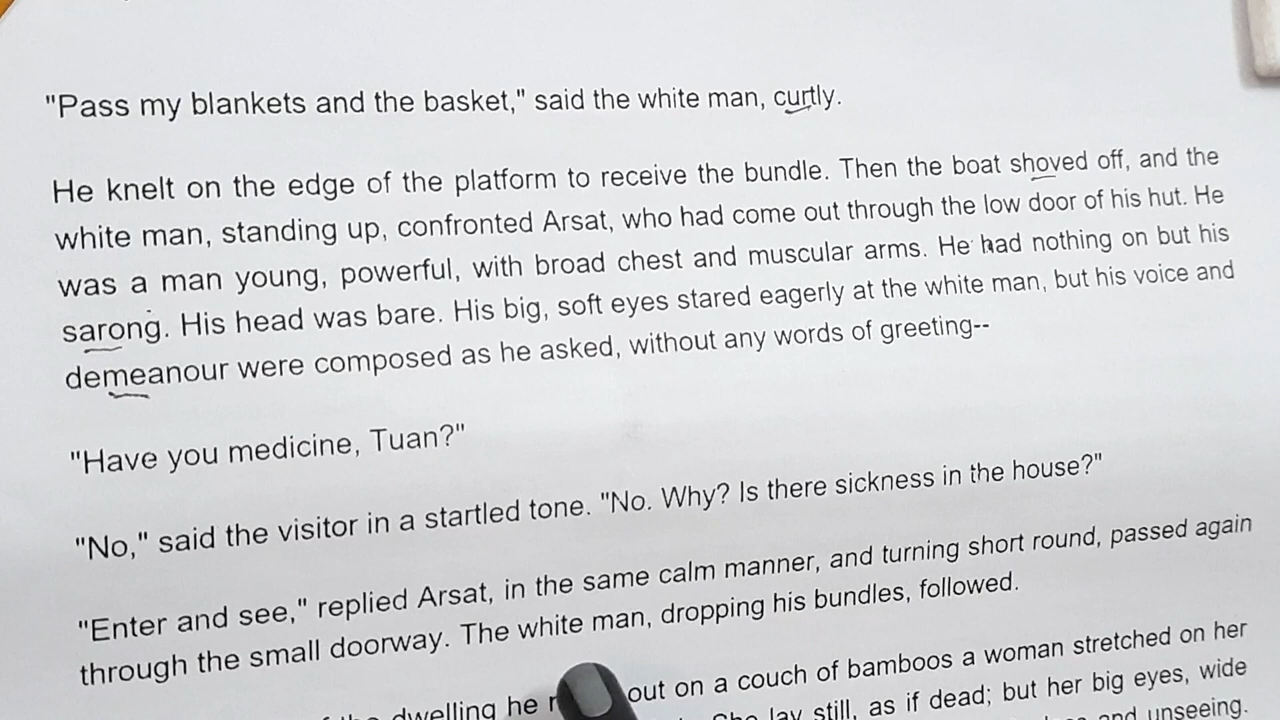 "Pass my blankets and the basket," said the white man, curtly.
He knelt on the edge of the platform to receive the bundle. Then the boat shoved off, and the
white man, standing up, confronted Arsat, who had come out through the low door of his hut. He
was a man young, powerful, with broad chest and muscular arms. He had nothing on but his
sarong. His head was bare. His big, soft eyes stared eagerly at the white man, but his voice and
demeanour were composed as he asked, without any words of greeting--
"Have you medicine, Tuan?"
"No," said the visitor in a startled tone. "No. Why? Is there sickness in the house?"
"Enter and see," replied Arsat, in the same calm manner, and turning short round, passed again
through the small doorway. The white man, dropping his bundles, followed.
dwelling he out on a couch of bamboos a woman stretched on her
She lay still, as if dead; but her big eyes, wide
and unseeing.